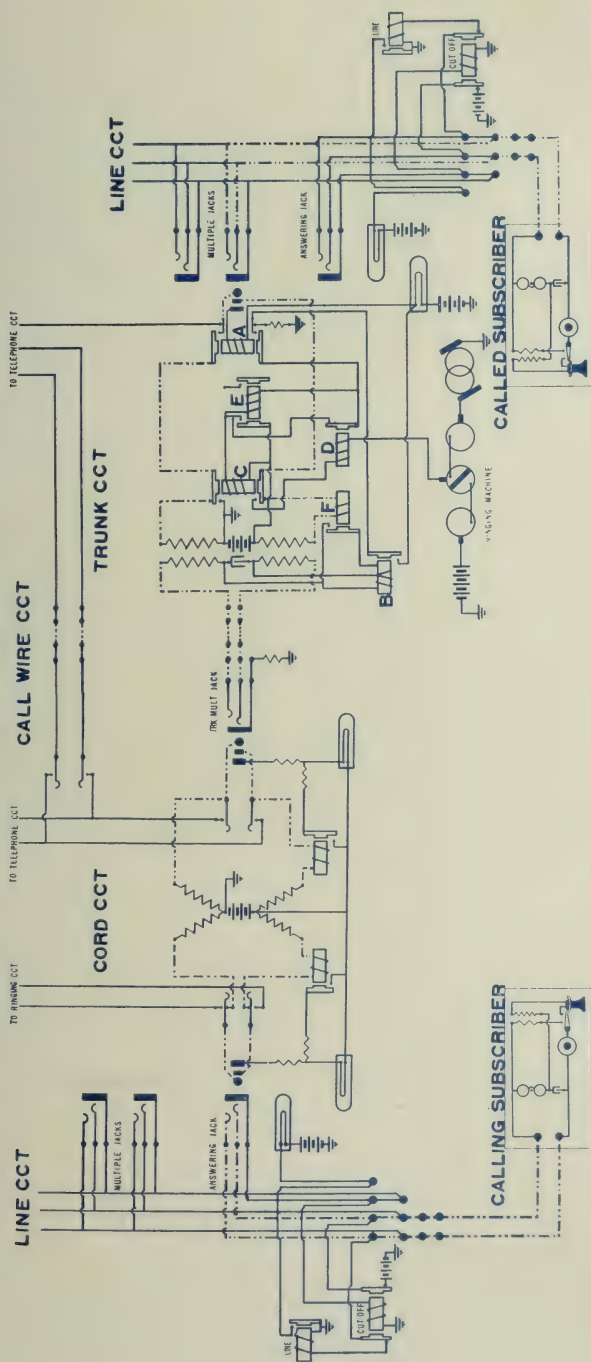 LINE CCT
MULTIPLE JACKS
ANSWERING JACK
LINE
CUT OFF
CALLING SUBSCRIBER
TO RINGING CCT
CORD CCT
TO TELEPHONE CCT
CALL WIRE CCT
TRUNK CCT
TRK MULT JACK
TO TELEPHONE CCT
A
B
C
D
E
F
RINGING MACHINE
LINE CCT
MULTIPLE JACKS
ANSWERING JACK
LINE
CUT OFF
CALLED SUBSCRIBER